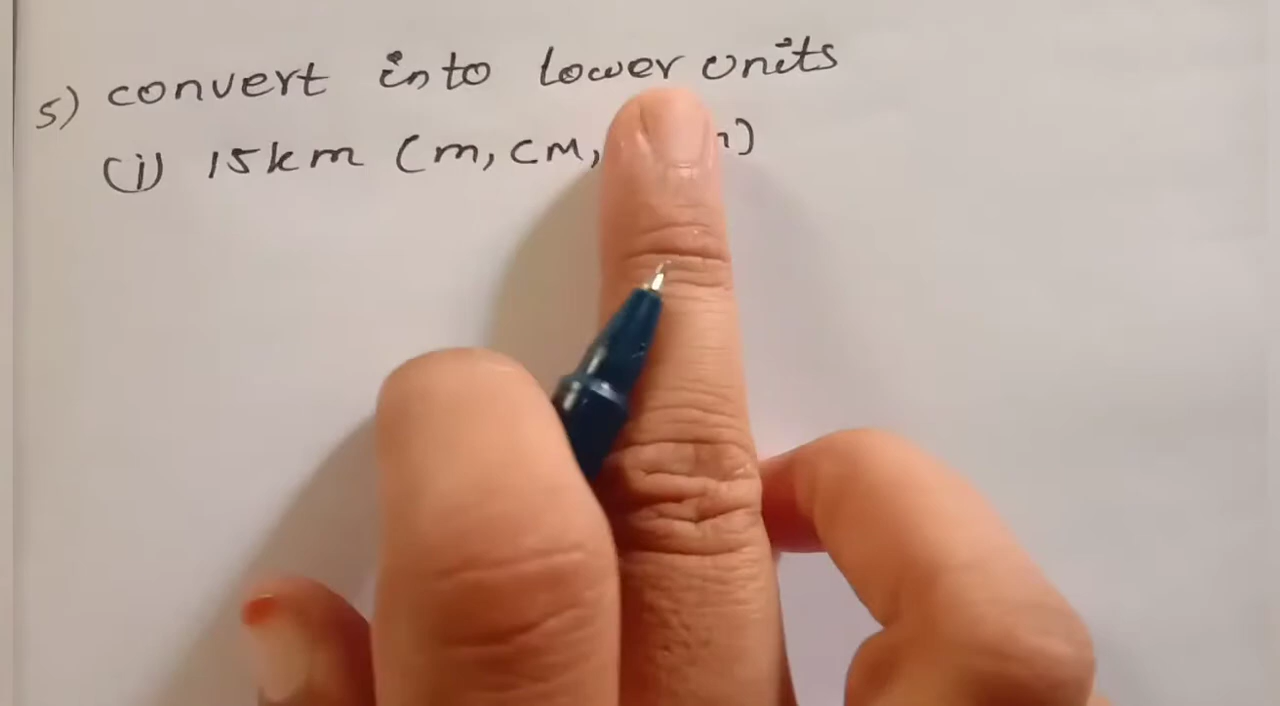 5) convert into lower units
(i) 15km (m, cm,